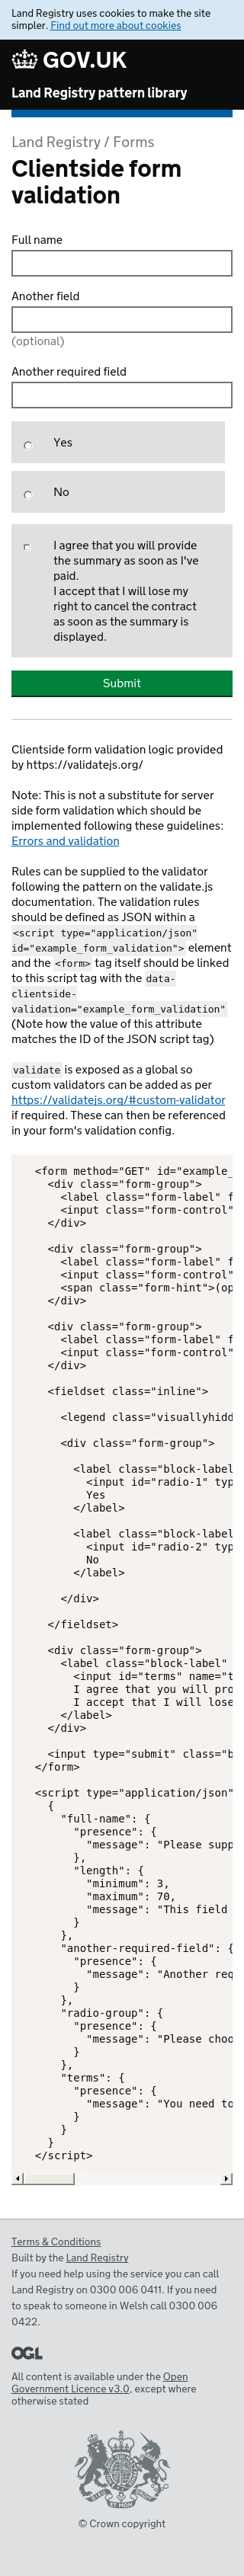 Land Registry uses cookies to make the site
simpler. Find out more about cookies
GOV.UK
Land Registry pattern library
Land Registry / Forms
Clientside form
validation
Full name
Another field
(optional)
Another required field
Yes
No
I agree that you will provide
the summary as soon as I've
paid.
I accept that I will lose my
right to cancel the contract
as soon as the summary is
displayed.
Submit
Clientside form validation logic provided
by https://validatejs.org/
Note: This is not a substitute for server
side form validation which should be
implemented following these guidelines:
Errors and validation
Rules can be supplied to the validator
following the pattern on the validate.js
documentation. The validation rules
should be defined as JSON within a
<script type="application/json"
id="example_form_validation"> element
and the <form> tag itself should be linked
to this script tag with the data-
clientside-
validation="example_form_validation"
(Note how the value of this attribute
matches the ID of the JSON script tag)
validate is exposed as a global so
custom validators can be added as per
https://validatejs.org/#custom-validator
if required. These can then be referenced
in your form's validation config.
<form method="GET" id="example_
<div class="form-group">
<label class="form-label" f
<input class="form-control"
</div>
<div class="form-group">
<label class="form-label" f
<input class="form-control"
<span class="form-hint">(op
</div>
<div class="form-group">
<label class="form-label" f
<input class="form-control"
</div>
<fieldset class="inline">
<legend class="visuallyhidd
<div class="form-group">
<label class="block-label
<input id="radio-1" typ
Yes
</label>
<label class="block-label
<input id="radio-2" typ
No
</label>
</div>
</fieldset>
<div class="form-group">
<label class="block-label"
<input id="terms" name="t
I agree that you will pro
I accept that I will lose
</label>
</div>
<input type="submit" class="b
</form>
<script type="application/json"
{
"full-name": {
"presence": {
"message": "Please supp
},
"length": {
"minimum": 3,
"maximum": 70,
"message": "This field
}
},
"another-required-field": {
"presence": {
"message": "Another req
}
},
"radio-group": {
"presence": {
"message": "Please choo
}
},
"terms": {
"presence": {
"message": "You need to
}
}
}
</script>
Terms & Conditions
Built by the Land Registry
If you need help using the service you can call
Land Registry on 0300 006 0411. If you need
to speak to someone in Welsh call 0300 006
0422.
OGL
All content is available under the Open
Government Licence v3.0, except where
otherwise stated
© Crown copyright